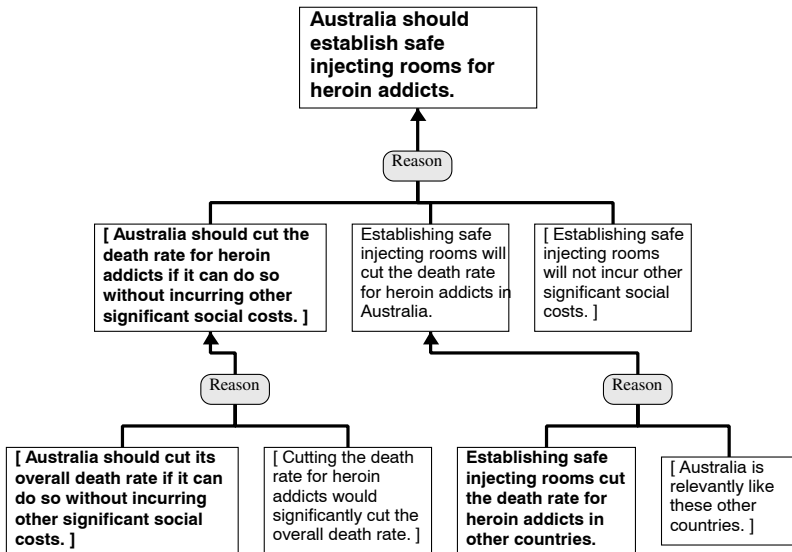 Australia should
establish safe
injecting rooms for
heroin addicts.
Reason
[ Australia should cut the
death rate for heroin
addicts if it can do so
without incurring other
significant social costs. ]
Establishing safe
injecting rooms will
cut the death rate
for heroin addicts in
Australia.
[ Establishing safe
injecting rooms
will not incur other
significant social
costs. ]
Reason
Reason
[ Australia should cut its
overall death rate if it can
do so without incurring
other significant social
costs. ]
[ Cutting the death
rate for heroin
addicts would
significantly cut the
overall death rate. ]
Establishing safe
injecting rooms cut
the death rate for
heroin addicts in
other countries.
[ Australia is
relevantly like
these other
countries. ]